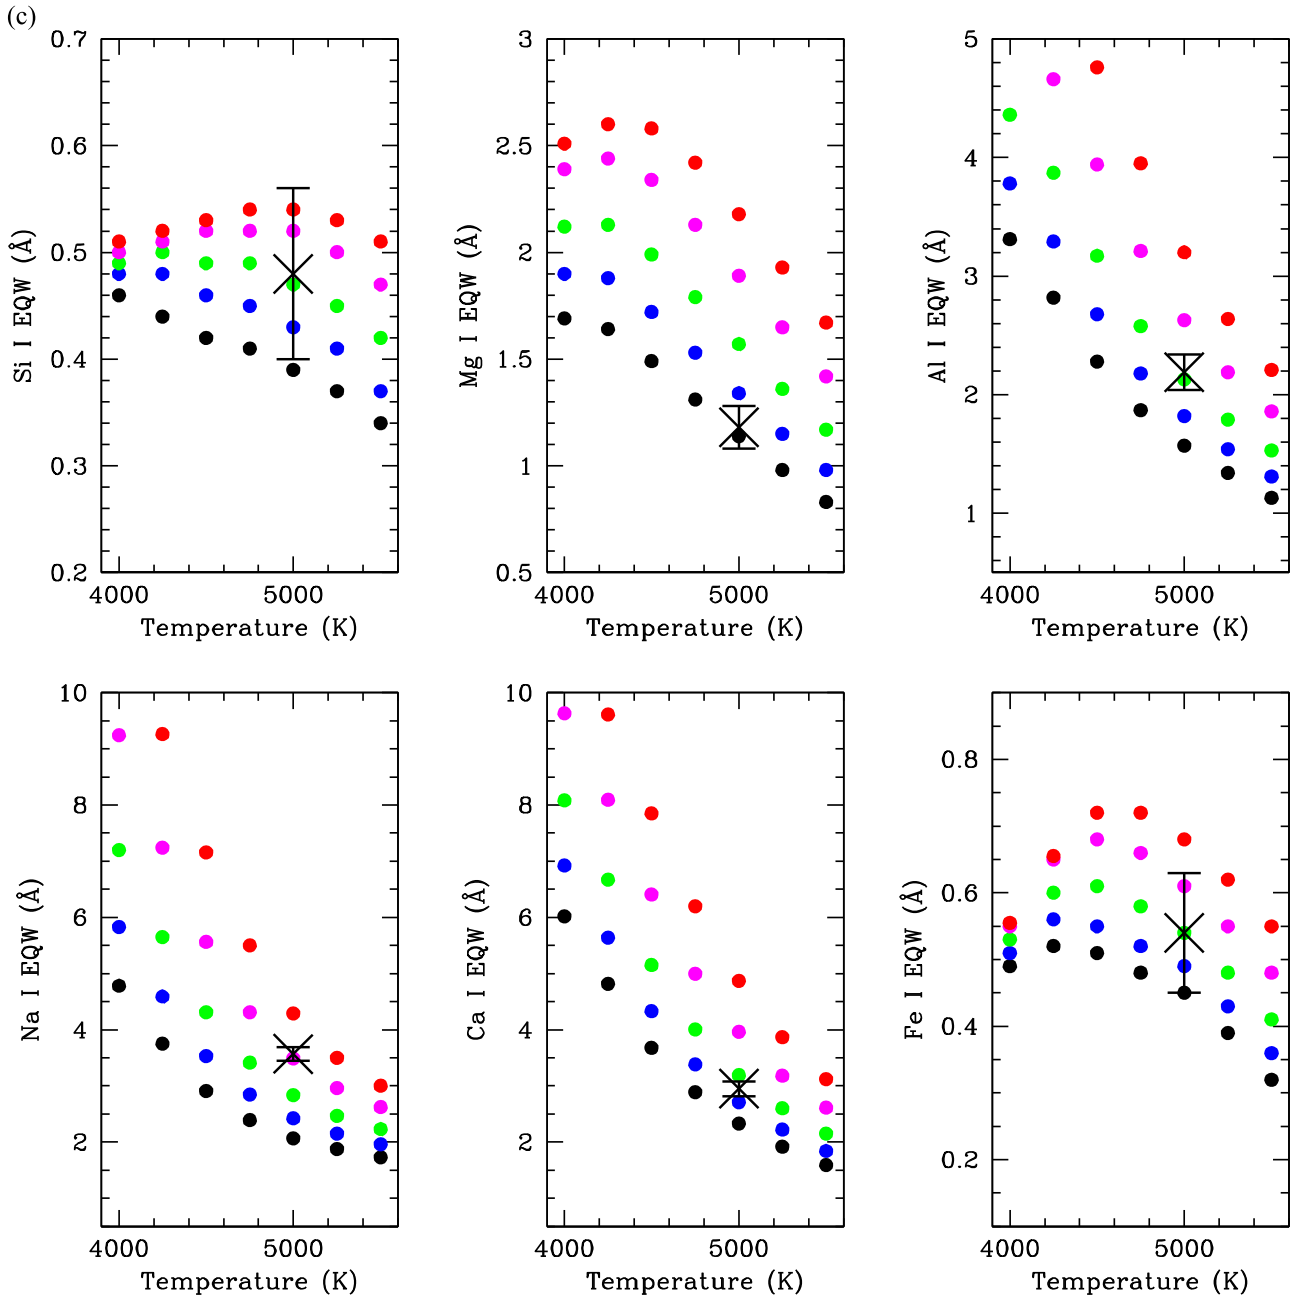 (c)
0.7
0.6
0.5
0.4
0.3
0.2
Si I EQW (Å)
4000 5000
Temperature (K)
3
2.5
2
1.5
1
0.5
Mg I EQW (Å)
4000 5000
Temperature (K)
5
4
3
2
1
Al I EQW (Å)
4000 5000
Temperature (K)
10
8
6
4
2
Na I EQW (Å)
4000 5000
Temperature (K)
10
8
6
4
2
Ca I EQW (Å)
4000 5000
Temperature (K)
0.8
0.6
0.4
0.2
Fe I EQW (Å)
4000 5000
Temperature (K)